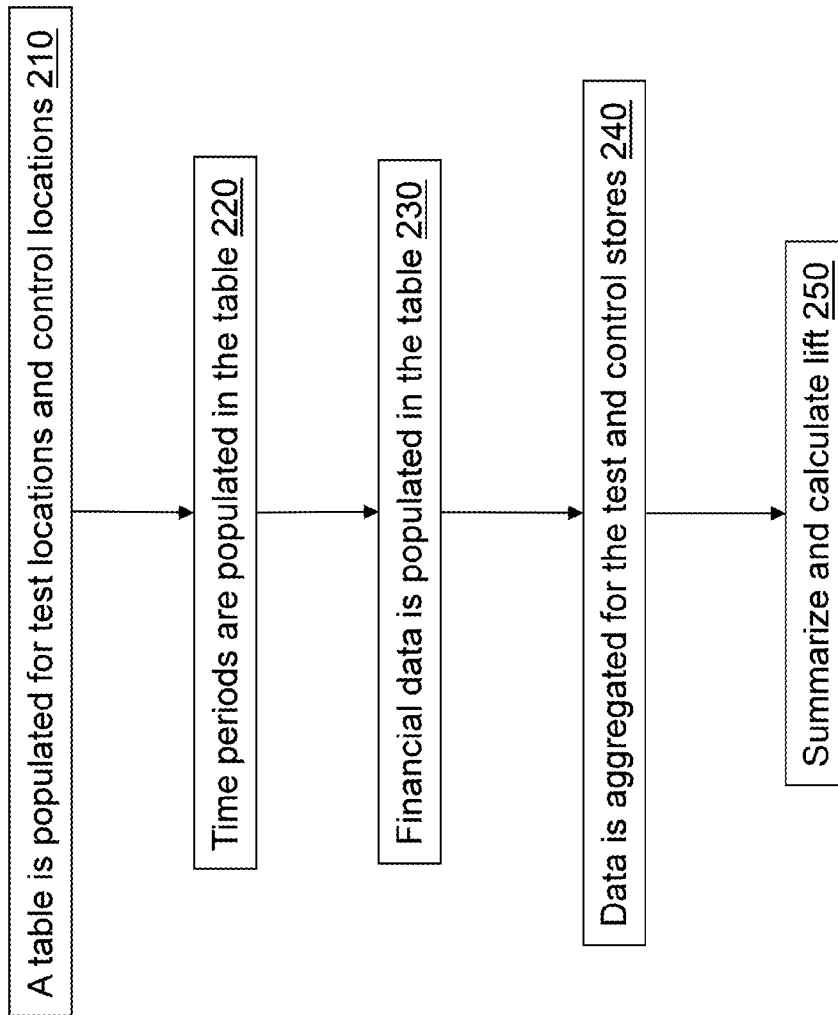 A table is populated for test locations and control locations 210
Time periods are populated in the table 220
Financial data is populated in the table 230
Data is aggregated for the test and control stores 240
Summarize and calculate lift 250